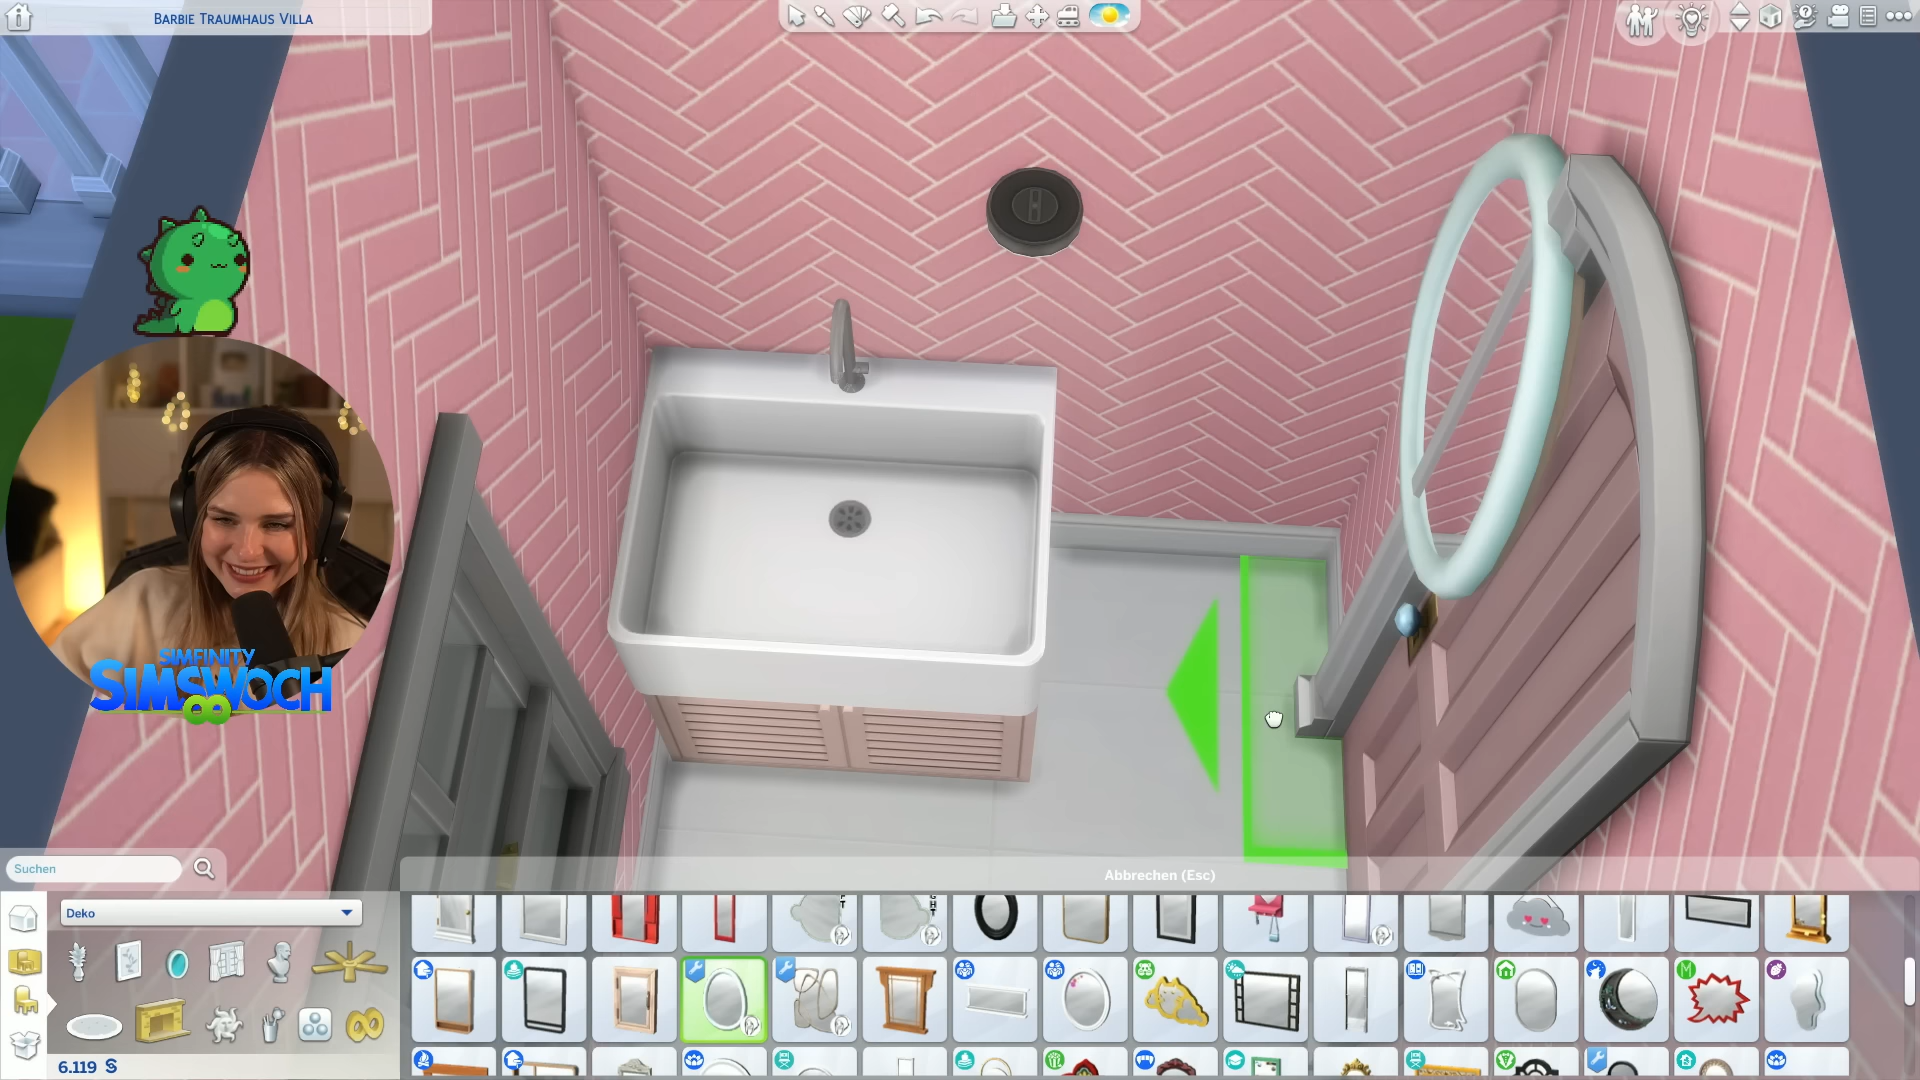 BARBIE TRAUMHAUS VILLA
SIMFINITY
SIMSWOCH
Abbrechen (Esc)
Suchen
Deko
6.119 S